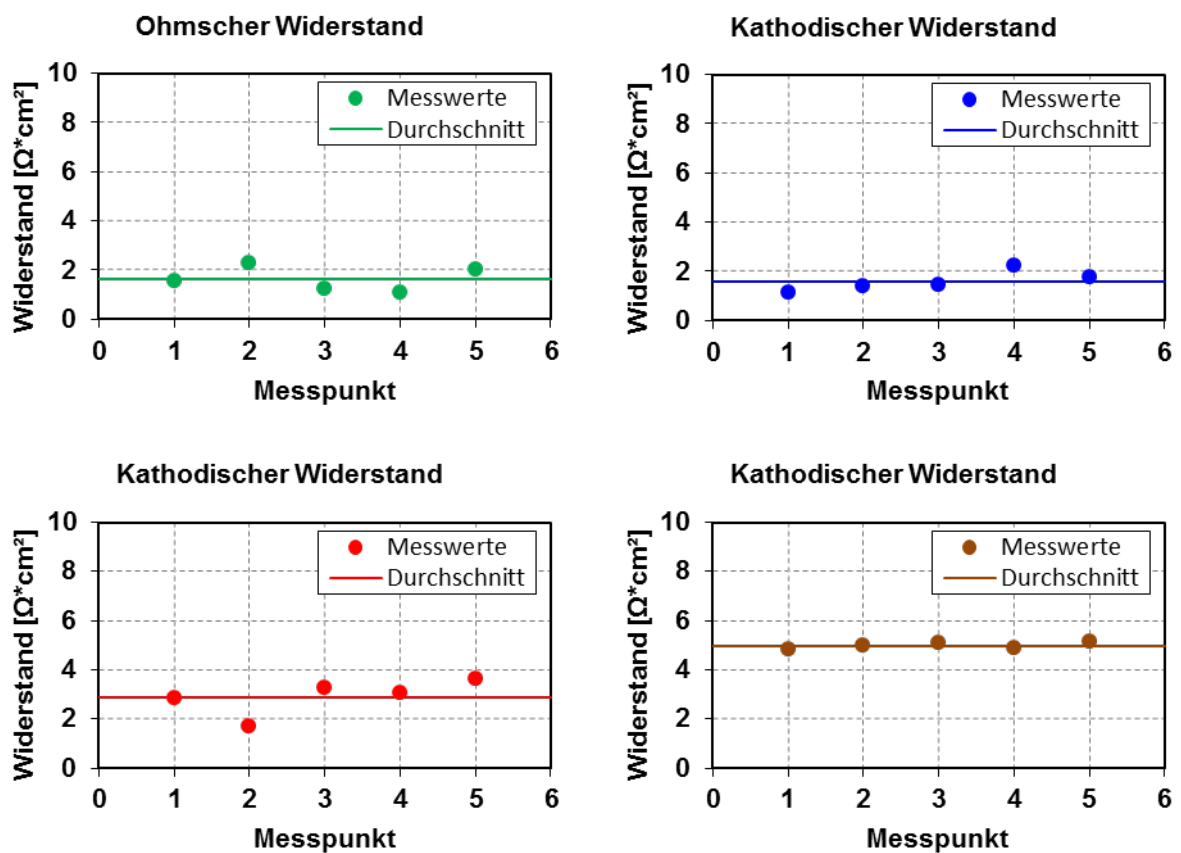 Ohmscher Widerstand
Widerstand [Ω*cm²]
10
8
6
4
2
0
Messwerte
Durchschnitt
0 1 2 3 4 5 6
Messpunkt
Kathodischer Widerstand
Widerstand [Ω*cm²]
10
8
6
4
2
0
Messwerte
Durchschnitt
0 1 2 3 4 5 6
Messpunkt
Kathodischer Widerstand
Widerstand [Ω*cm²]
10
8
6
4
2
0
Messwerte
Durchschnitt
0 1 2 3 4 5 6
Messpunkt
Kathodischer Widerstand
Widerstand [Ω*cm²]
10
8
6
4
2
0
Messwerte
Durchschnitt
0 1 2 3 4 5 6
Messpunkt